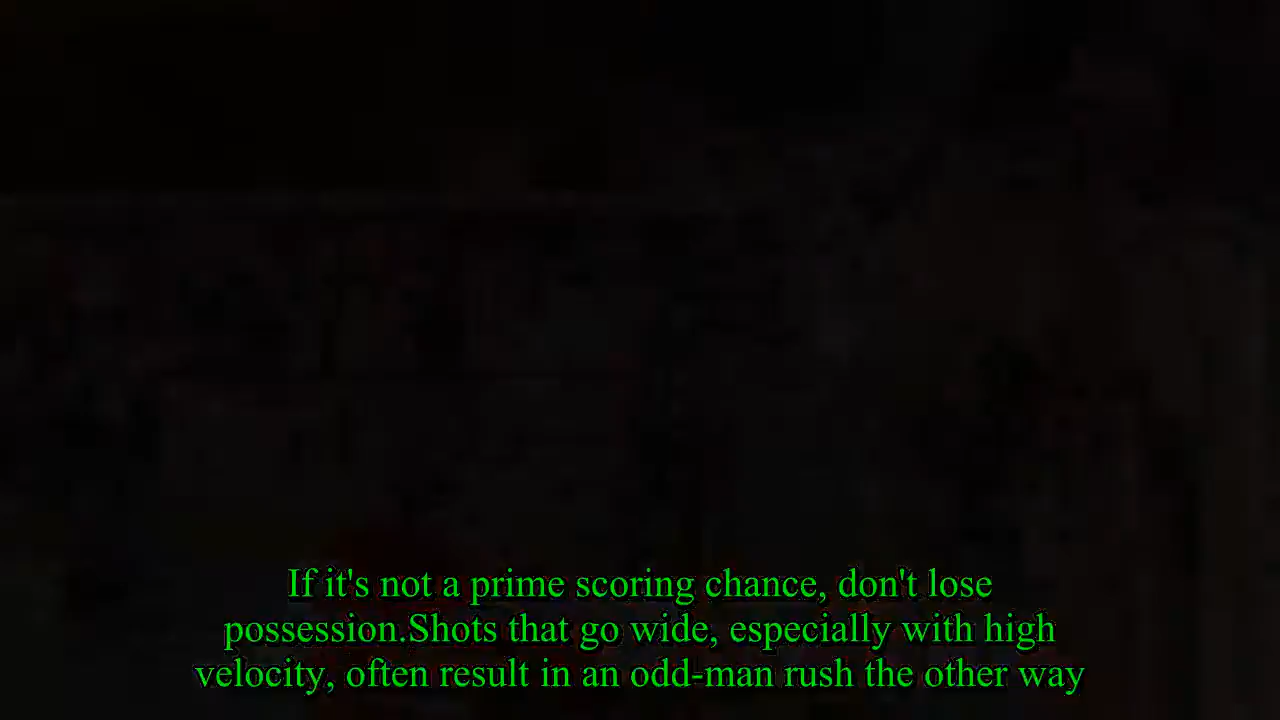 If it's not a prime scoring chance, don't lose
possession.Shots that go wide, especially with high
velocity, often result in an odd-man rush the other way